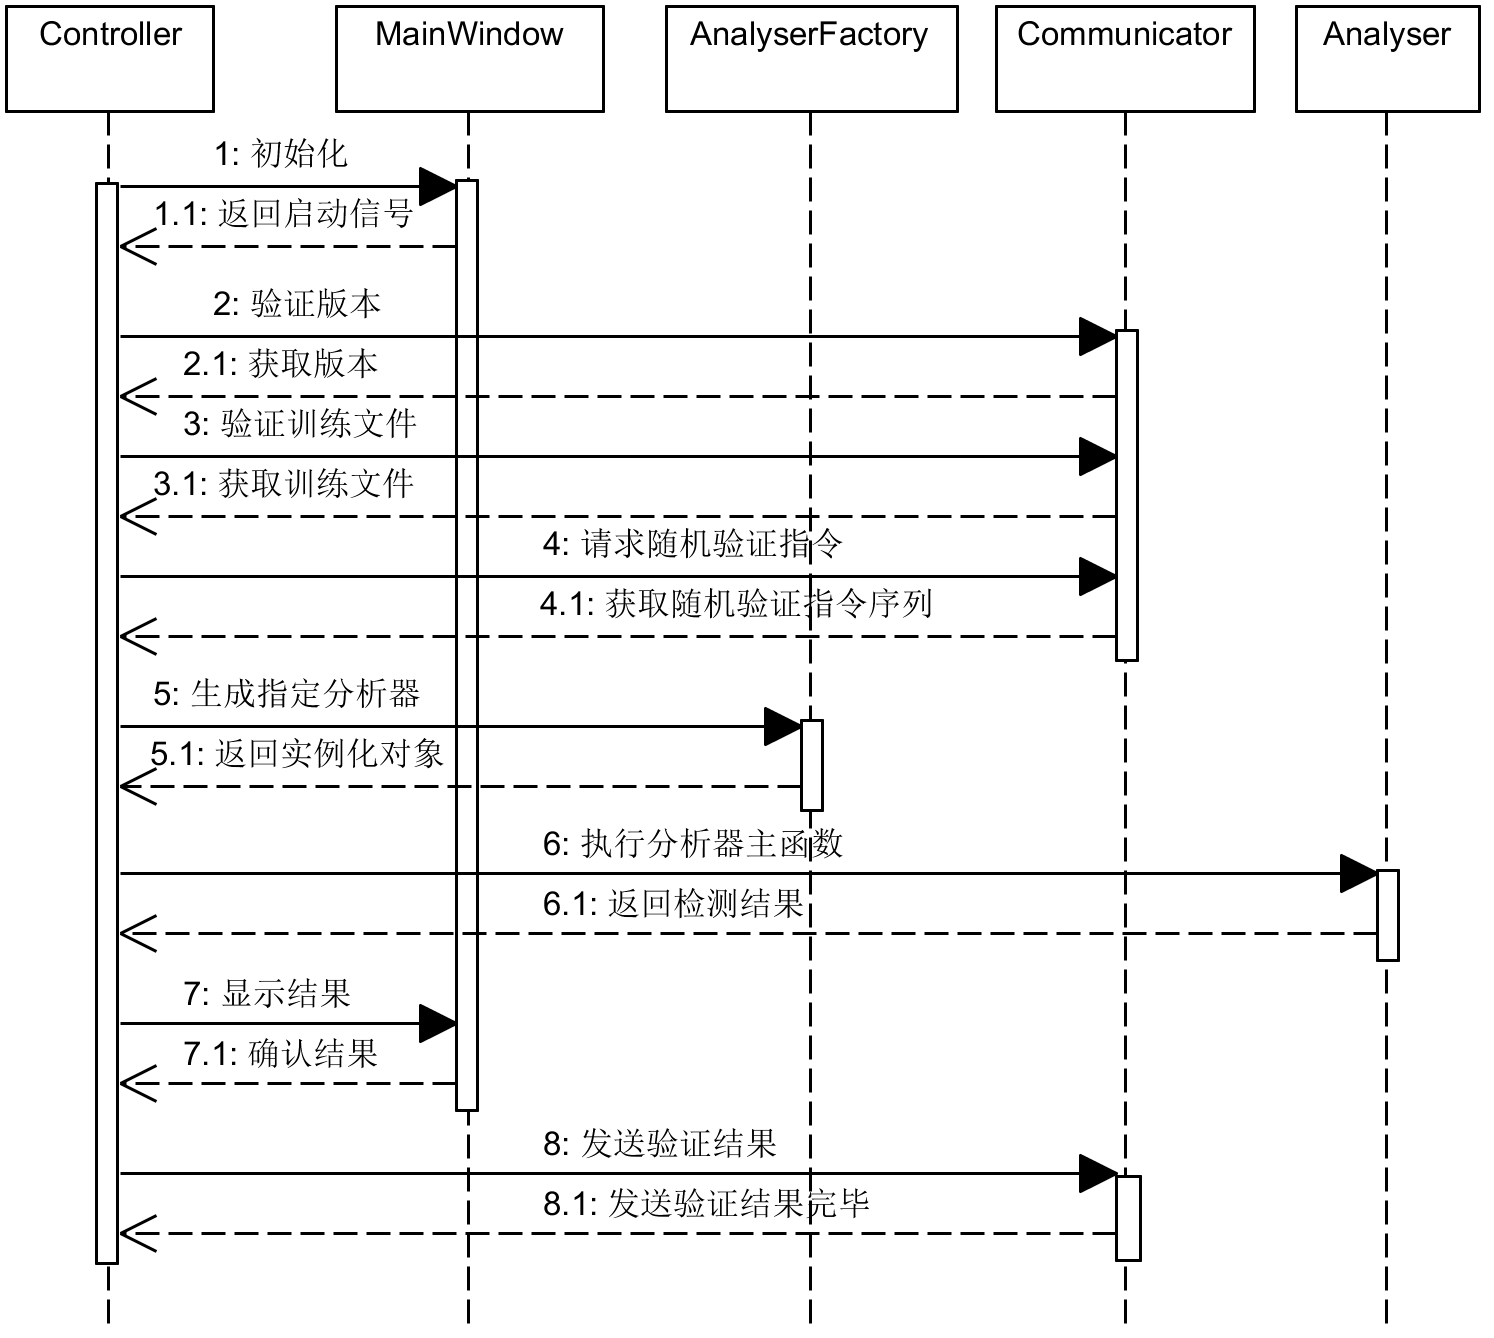 Controller
MainWindow
AnalyserFactory
Communicator
Analyser
1: 初始化
1.1: 返回启动信号
2: 验证版本
2.1: 获取版本
3: 验证训练文件
3.1: 获取训练文件
4: 请求随机验证指令
4.1: 获取随机验证指令序列
5: 生成指定分析器
5.1: 返回实例化对象
6: 执行分析器主函数
6.1: 返回检测结果
7: 显示结果
7.1: 确认结果
8: 发送验证结果
8.1: 发送验证结果完毕